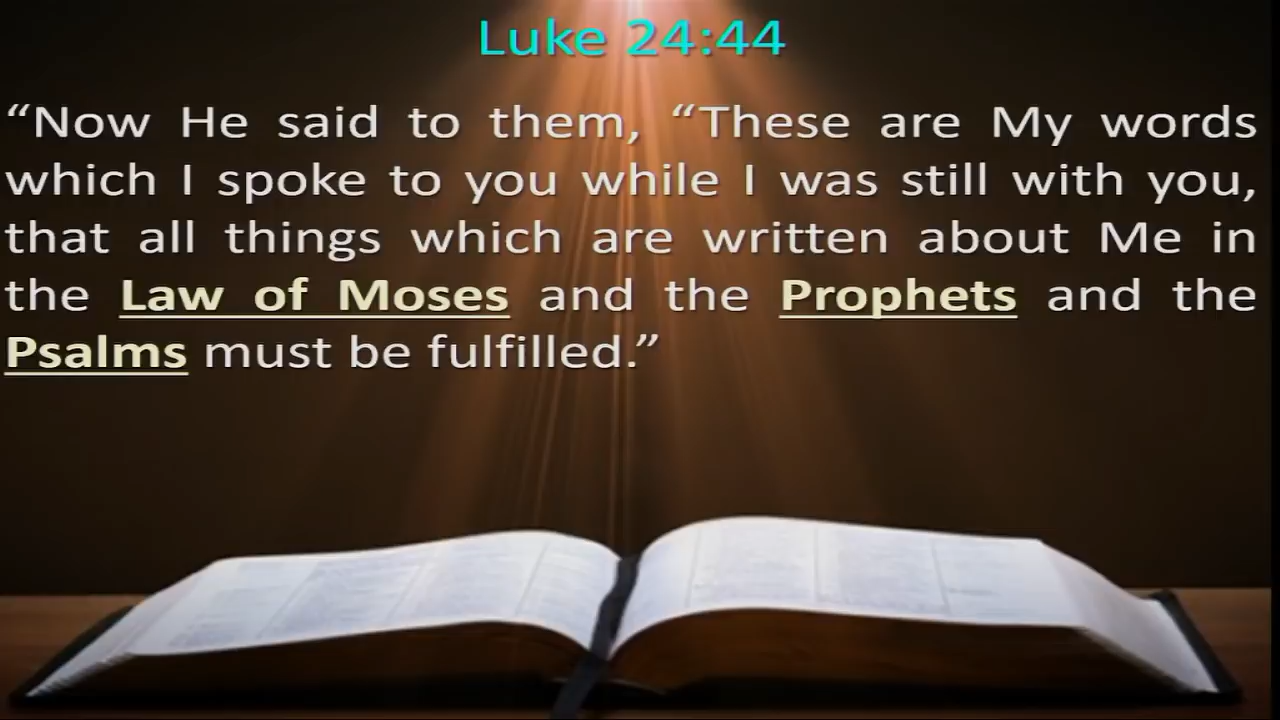 Luke 24:44
“Now He said to them, “These are My words
which I spoke to you while I was still with you,
that all things which are written about Me in
the Law of Moses and the Prophets and the
Psalms must be fulfilled.”